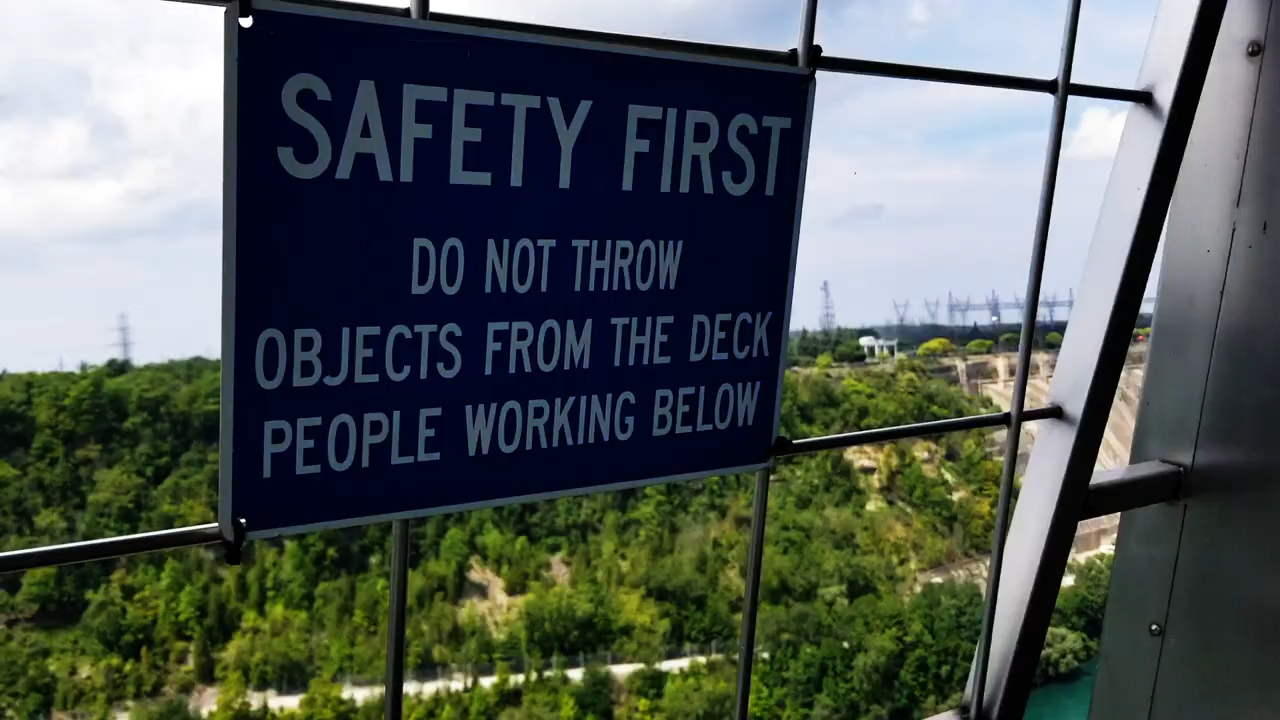 SAFETY FIRST
DO NOT THROW
OBJECTS FROM THE DECK
PEOPLE WORKING BELOW